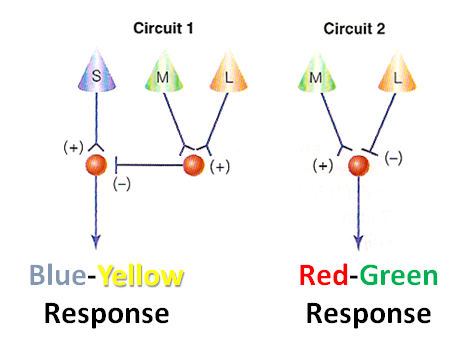 Circuit 1
Circuit 2
S
M
L
M
L
(+)
(+)
(−)
(+)
(−)
Blue-Yellow
Response
Red-Green
Response